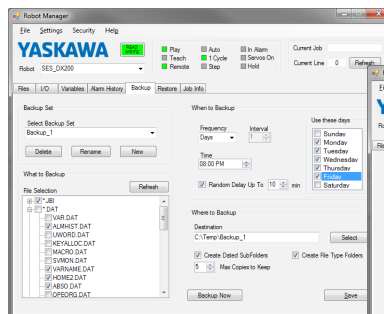 Robot Manager
File Settings Security Help
YASKAWA
READ
WRITE
Play
Teach
Remote
Auto
1 Cycle
Step
In Alarm
Servos On
Hold
Current Job
Current Line 0 Refresh
Robot SES_DX200
Files I/O Variables Alarm History Backup Restore Job Info
Backup Set
Select Backup Set
Backup_1
Delete Rename New
What to Backup
File Selection
Refresh
*.JBI
*.DAT
VAR.DAT
ALMHIST.DAT
UWORD.DAT
KEYALLOC.DAT
MACRO.DAT
SVMON.DAT
VARNAME.DAT
HOME2.DAT
ABSO.DAT
OPEORG.DAT
When to Backup
Frequency Interval
Days 1
Time
08:00 PM
Random Delay Up To 10 min
Use these days
Sunday
Monday
Tuesday
Wednesday
Thursday
Friday
Saturday
Where to Backup
Destination
C:\Temp\Backup_1 Select
Create Dated SubFolders Create File Type Folders
5 Max Copies to Keep
Backup Now Save